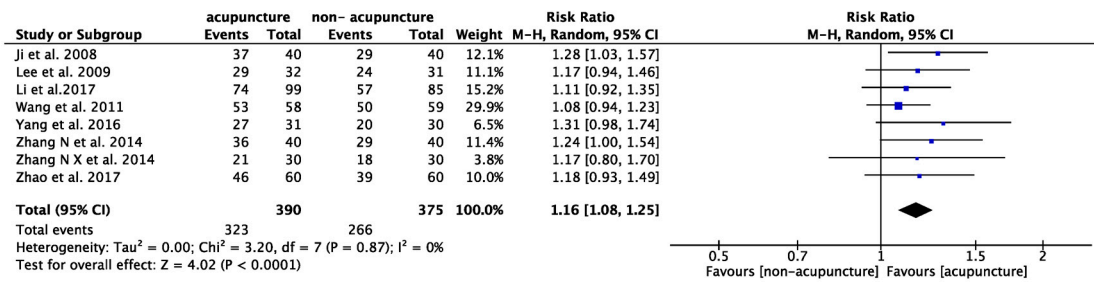 acupuncture non- acupuncture Risk Ratio Risk Ratio
Study or Subgroup Events Total Events Total Weight M-H, Random, 95% CI M-H, Random, 95% CI
Ji et al. 2008 37 40 29 40 12.1% 1.28 [1.03, 1.57]
Lee et al. 2009 29 32 24 31 11.1% 1.17 [0.94, 1.46]
Li et al.2017 74 99 57 85 15.2% 1.11 [0.92, 1.35]
Wang et al. 2011 53 58 50 59 29.9% 1.08 [0.94, 1.23]
Yang et al. 2016 27 31 20 30 6.5% 1.31 [0.98, 1.74]
Zhang N et al. 2014 36 40 29 40 11.4% 1.24 [1.00, 1.54]
Zhang N X et al. 2014 21 30 18 30 3.8% 1.17 [0.80, 1.70]
Zhao et al. 2017 46 60 39 60 10.0% 1.18 [0.93, 1.49]
Total (95% CI) 390 375 100.0% 1.16 [1.08, 1.25]
Total events 323 266
Heterogeneity: Tau² = 0.00; Chi² = 3.20, df = 7 (P = 0.87); I² = 0%
Test for overall effect: Z = 4.02 (P < 0.0001)
0.5 0.7 1 1.5 2
Favours [non-acupuncture] Favours [acupuncture]